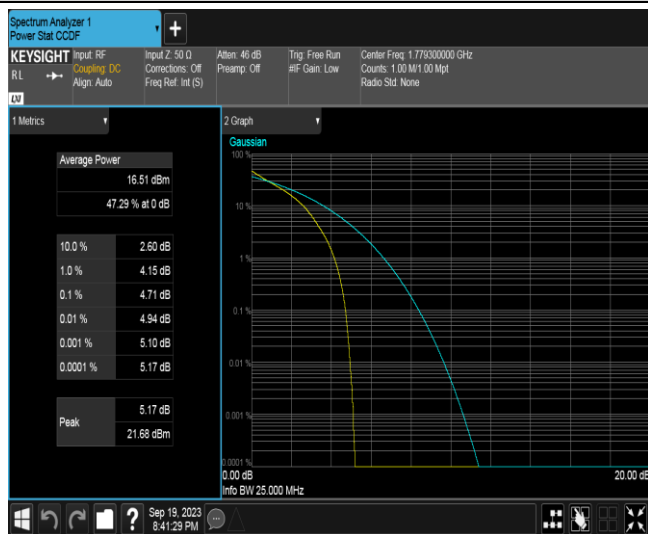 Spectrum Analyzer 1
Power Stat CCDF
+
KEYSIGHT
RL
LXI
Input: RF
Coupling: DC
Align: Auto
Input Z: 50 Ω
Corrections: Off
Freq Ref: Int (S)
Atten: 46 dB
Preamp: Off
Trig: Free Run
#IF Gain: Low
Center Freq: 1.779300000 GHz
Counts: 1.00 M/1.00 Mpt
Radio Std: None
1 Metrics
Average Power
16.51 dBm
47.29 % at 0 dB
10.0 % 2.60 dB
1.0 % 4.15 dB
0.1 % 4.71 dB
0.01 % 4.94 dB
0.001 % 5.10 dB
0.0001 % 5.17 dB
Peak
5.17 dB
21.68 dBm
2 Graph
Gaussian
100 %
10 %
1 %
0.1 %
0.01 %
0.001 %
0.0001 %
0.00 dB 20.00 dB
Info BW 25.000 MHz
?
Sep 19, 2023
8:41:29 PM